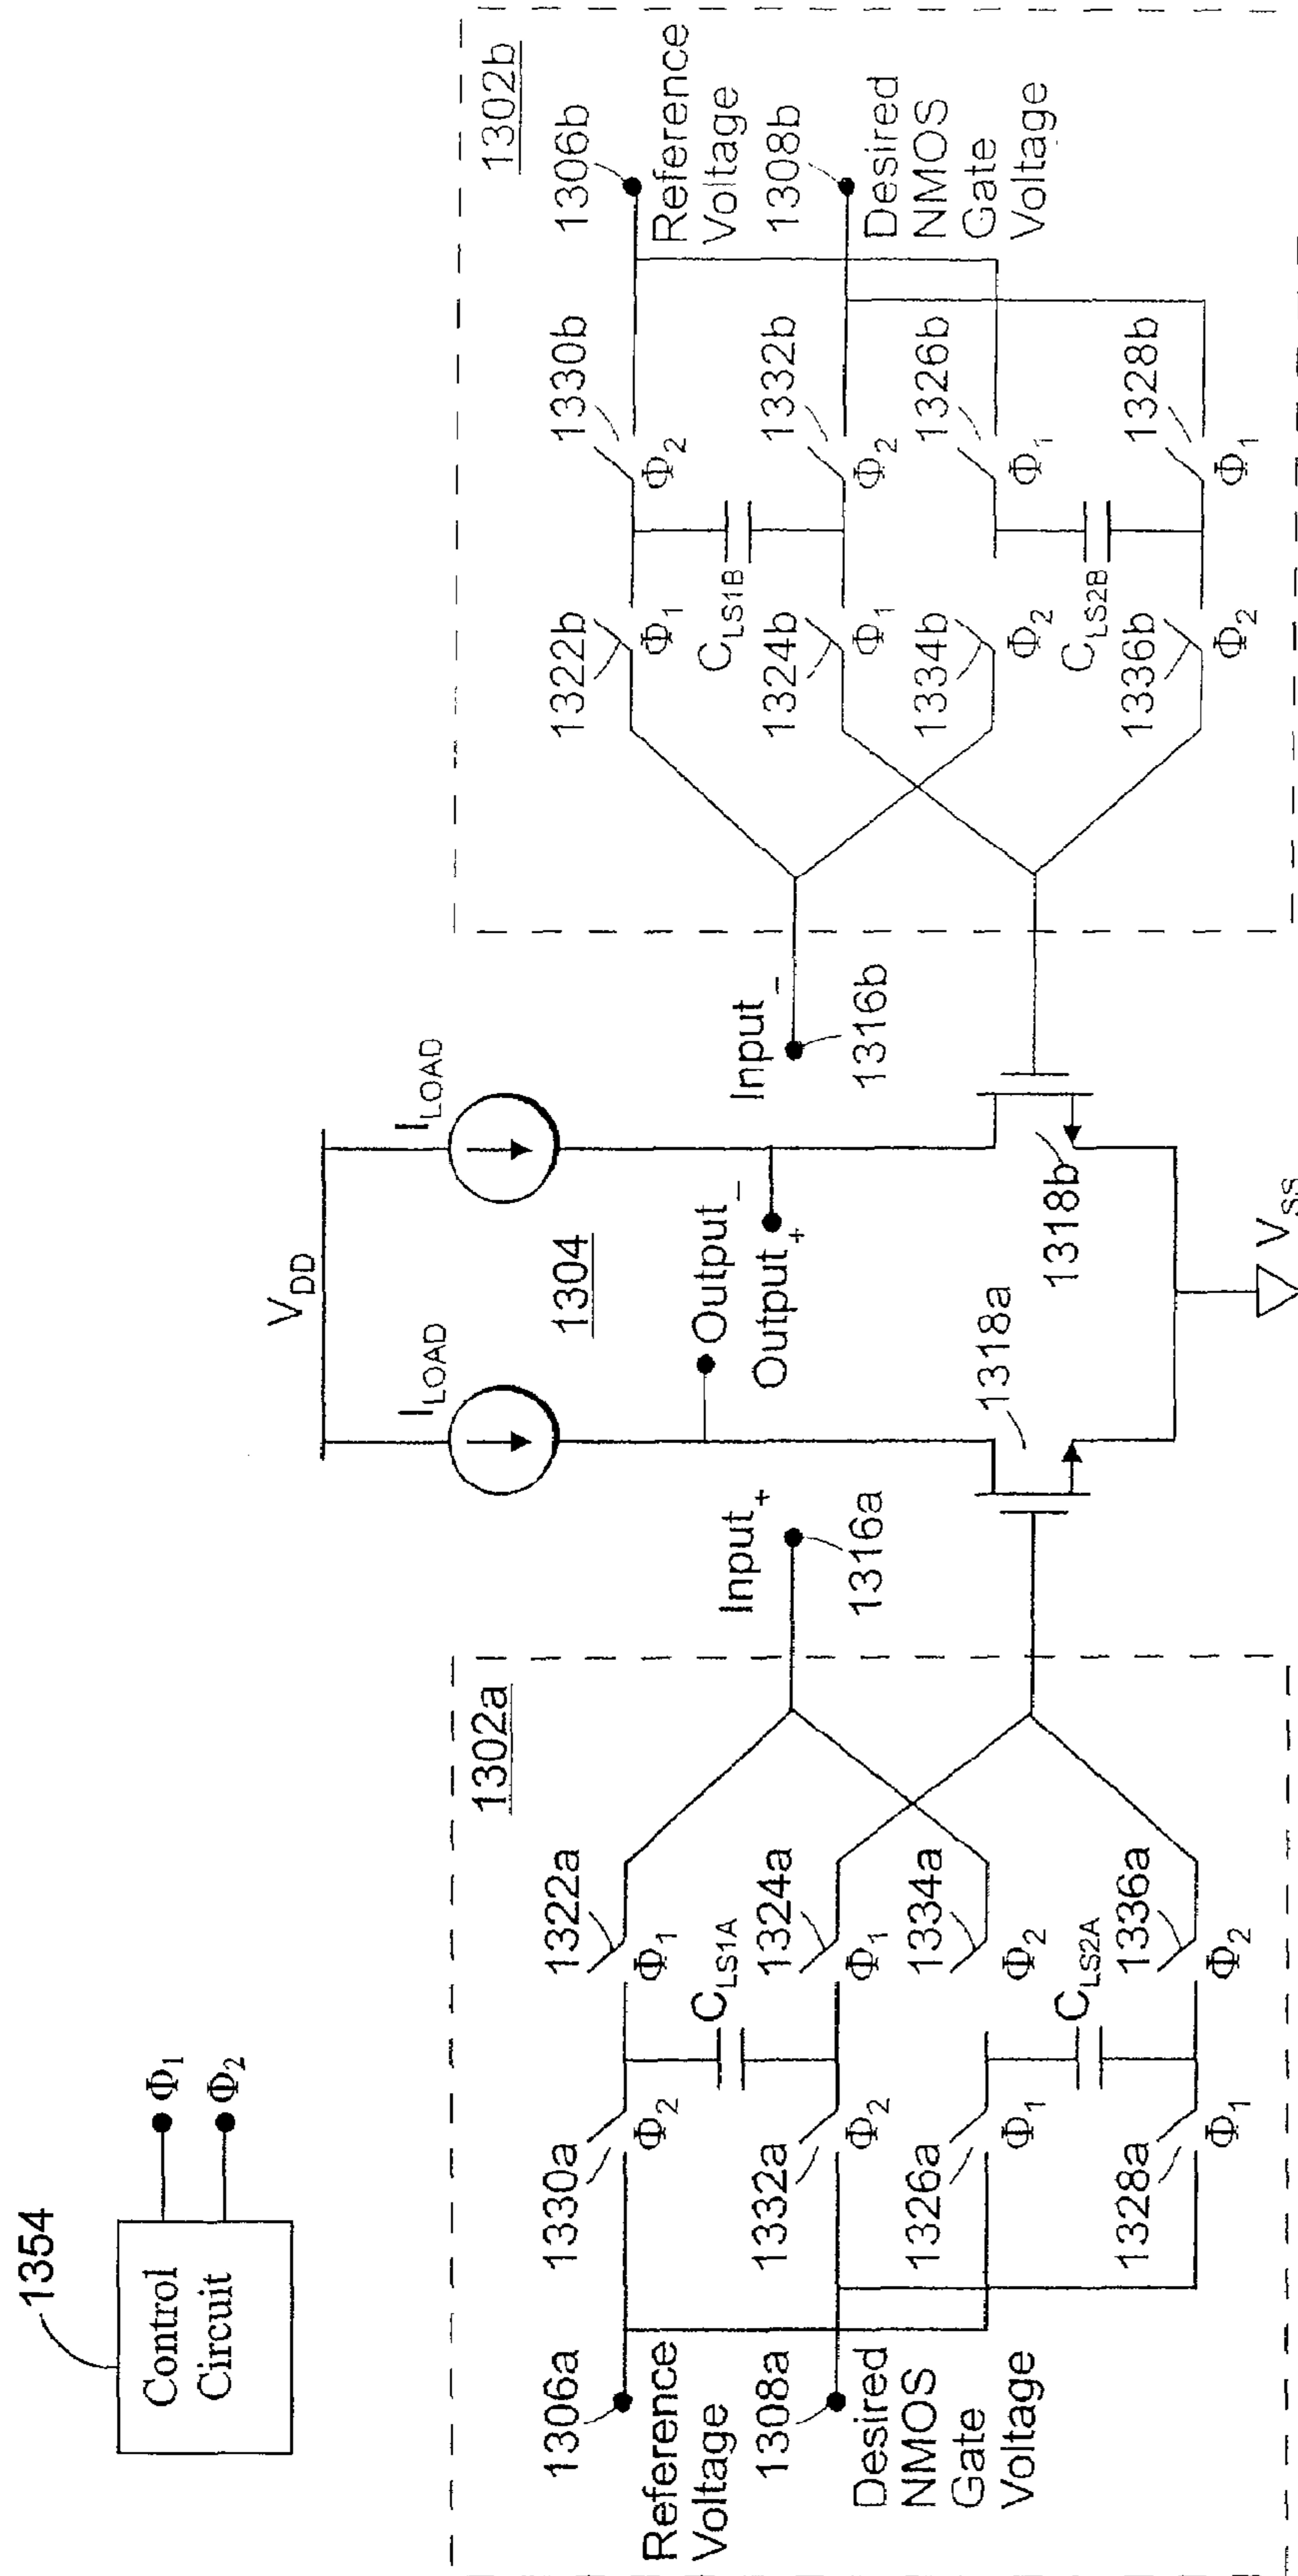 1354
Control
Circuit
Φ1
Φ2
1302a
1306a
Reference
Voltage
1308a
Desired
NMOS
Gate
Voltage
1330a
Φ2
1332a
Φ2
1326a
Φ1
1328a
Φ1
CLS1A
CLS2A
1322a
Φ1
1324a
Φ1
1334a
Φ2
1336a
Φ2
Input+
1316a
VDD
ILOAD
ILOAD
1304
Output-
Output+
1318a
1318b
VSS
Input-
1316b
1302b
1322b
Φ1
1324b
Φ1
1334b
Φ2
1336b
Φ2
CLS1B
CLS2B
1330b
Φ2
1332b
Φ2
1326b
Φ1
1328b
Φ1
1306b
Reference
Voltage
1308b
Desired
NMOS
Gate
Voltage